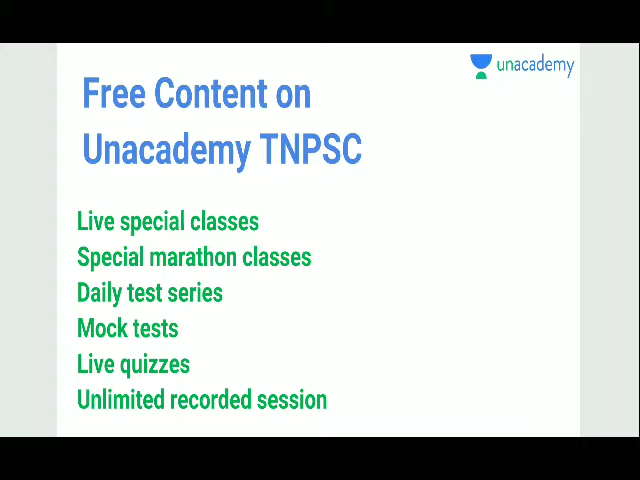 unacademy
Free Content on
Unacademy TNPSC
Live special classes
Special marathon classes
Daily test series
Mock tests
Live quizzes
Unlimited recorded session